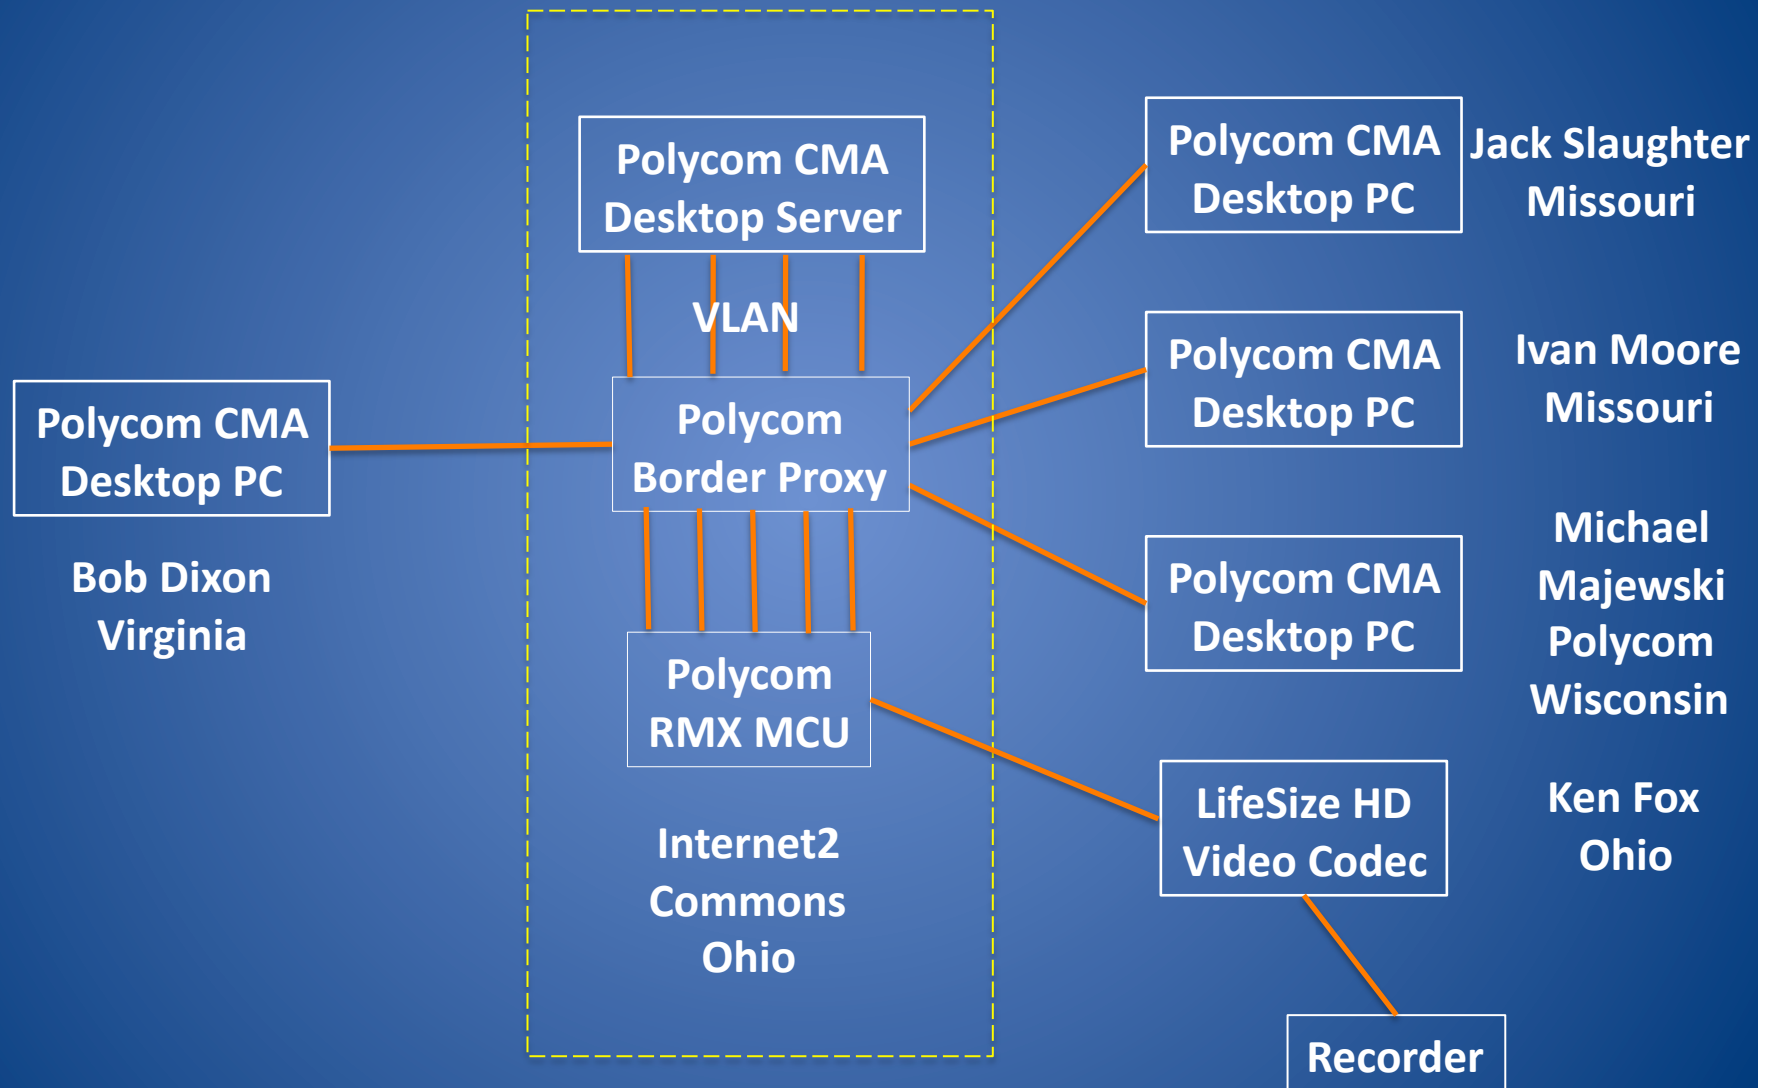 Polycom CMA
Desktop Server
VLAN
Polycom
Border Proxy
Polycom
RMX MCU
Internet2
Commons
Ohio
Polycom CMA
Desktop PC
Bob Dixon
Virginia
Polycom CMA
Desktop PC
Jack Slaughter
Missouri
Polycom CMA
Desktop PC
Ivan Moore
Missouri
Polycom CMA
Desktop PC
Michael
Majewski
Polycom
Wisconsin
LifeSize HD
Video Codec
Ken Fox
Ohio
Recorder